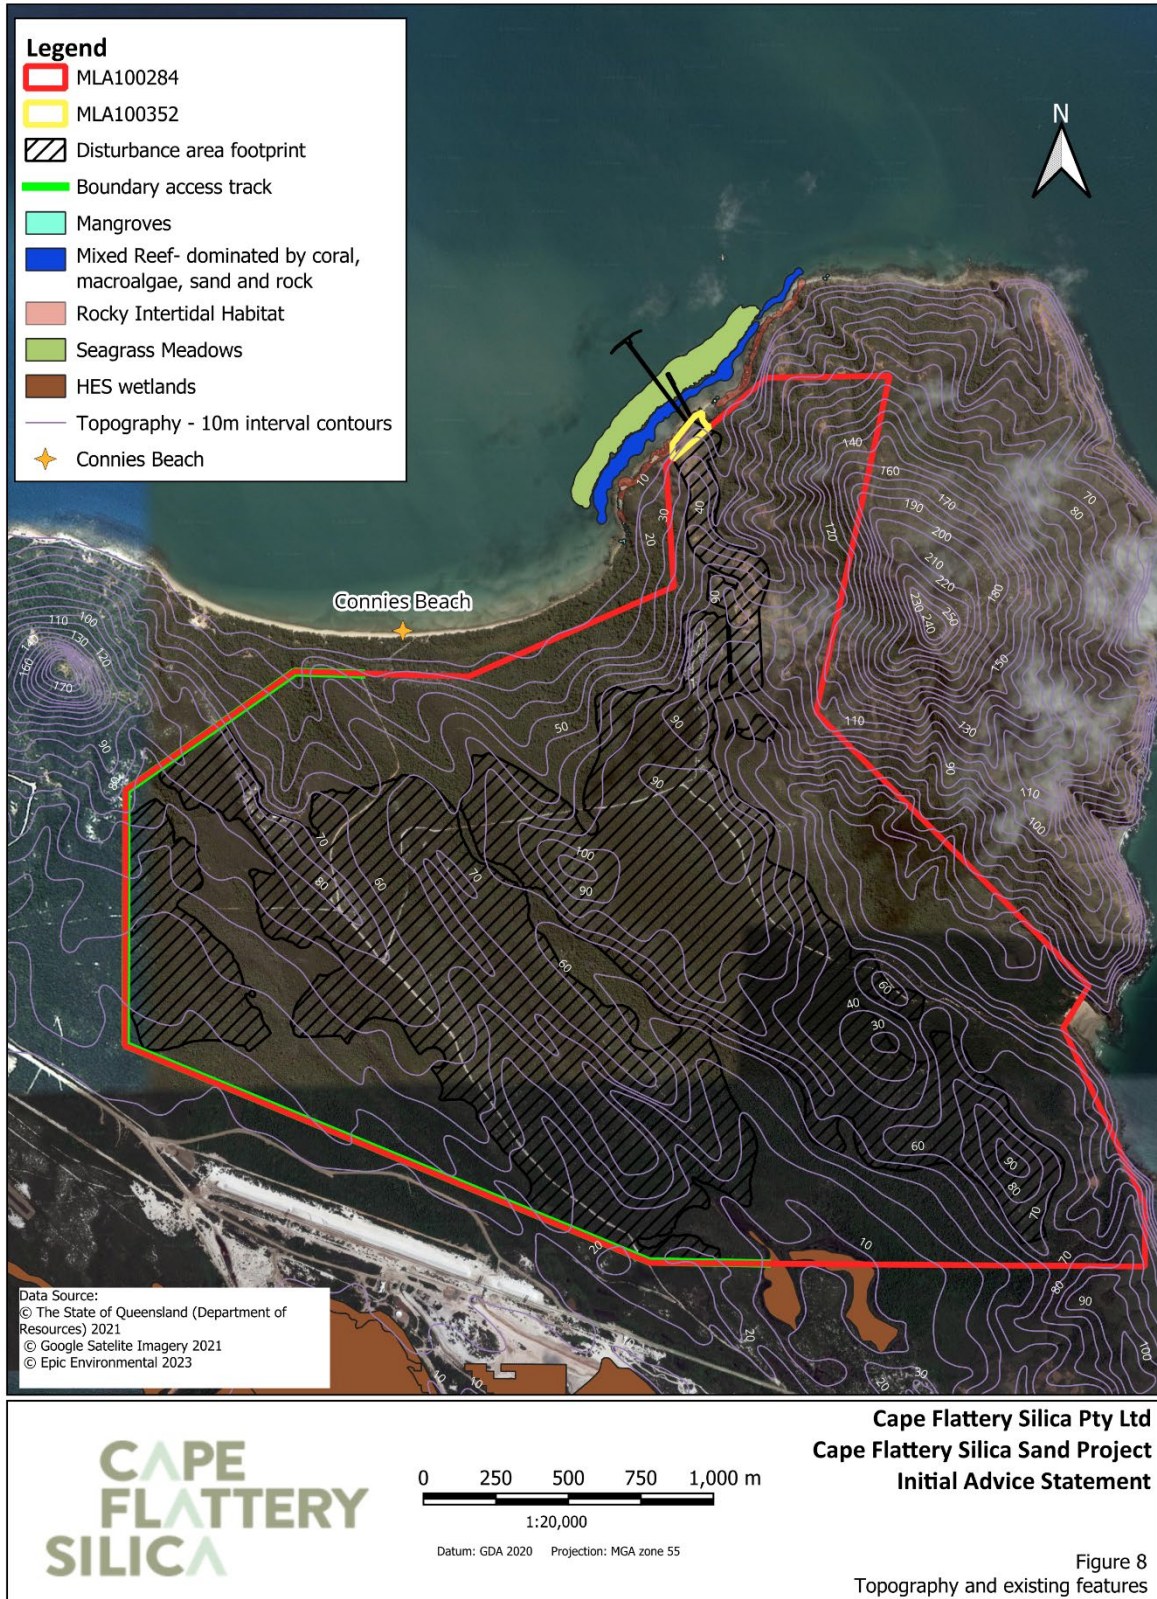 Legend
MLA100284
MLA100352
Disturbance area footprint
Boundary access track
Mangroves
Mixed Reef- dominated by coral,
macroalgae, sand and rock
Rocky Intertidal Habitat
Seagrass Meadows
HES wetlands
Topography - 10m interval contours
Connies Beach
N
140
160
190
170
70
80
200
120
210
220
180
230
240
250
150
10
40
30
20
90
Connies Beach
100
110
130
120
160
170
90
80
50
90
110
130
90
110
100
90
70
100
80
60
70
90
60
60
40
30
60
90
80
70
10
20
70
80
90
100
20
10
30
20
10
10
Data Source:
© The State of Queensland (Department of
Resources) 2021
© Google Satelite Imagery 2021
© Epic Environmental 2023
CAPE
FLATTERY
SILICA
0 250 500 750 1,000 m
1:20,000
Datum: GDA 2020 Projection: MGA zone 55
Cape Flattery Silica Pty Ltd
Cape Flattery Silica Sand Project
Initial Advice Statement
Figure 8
Topography and existing features